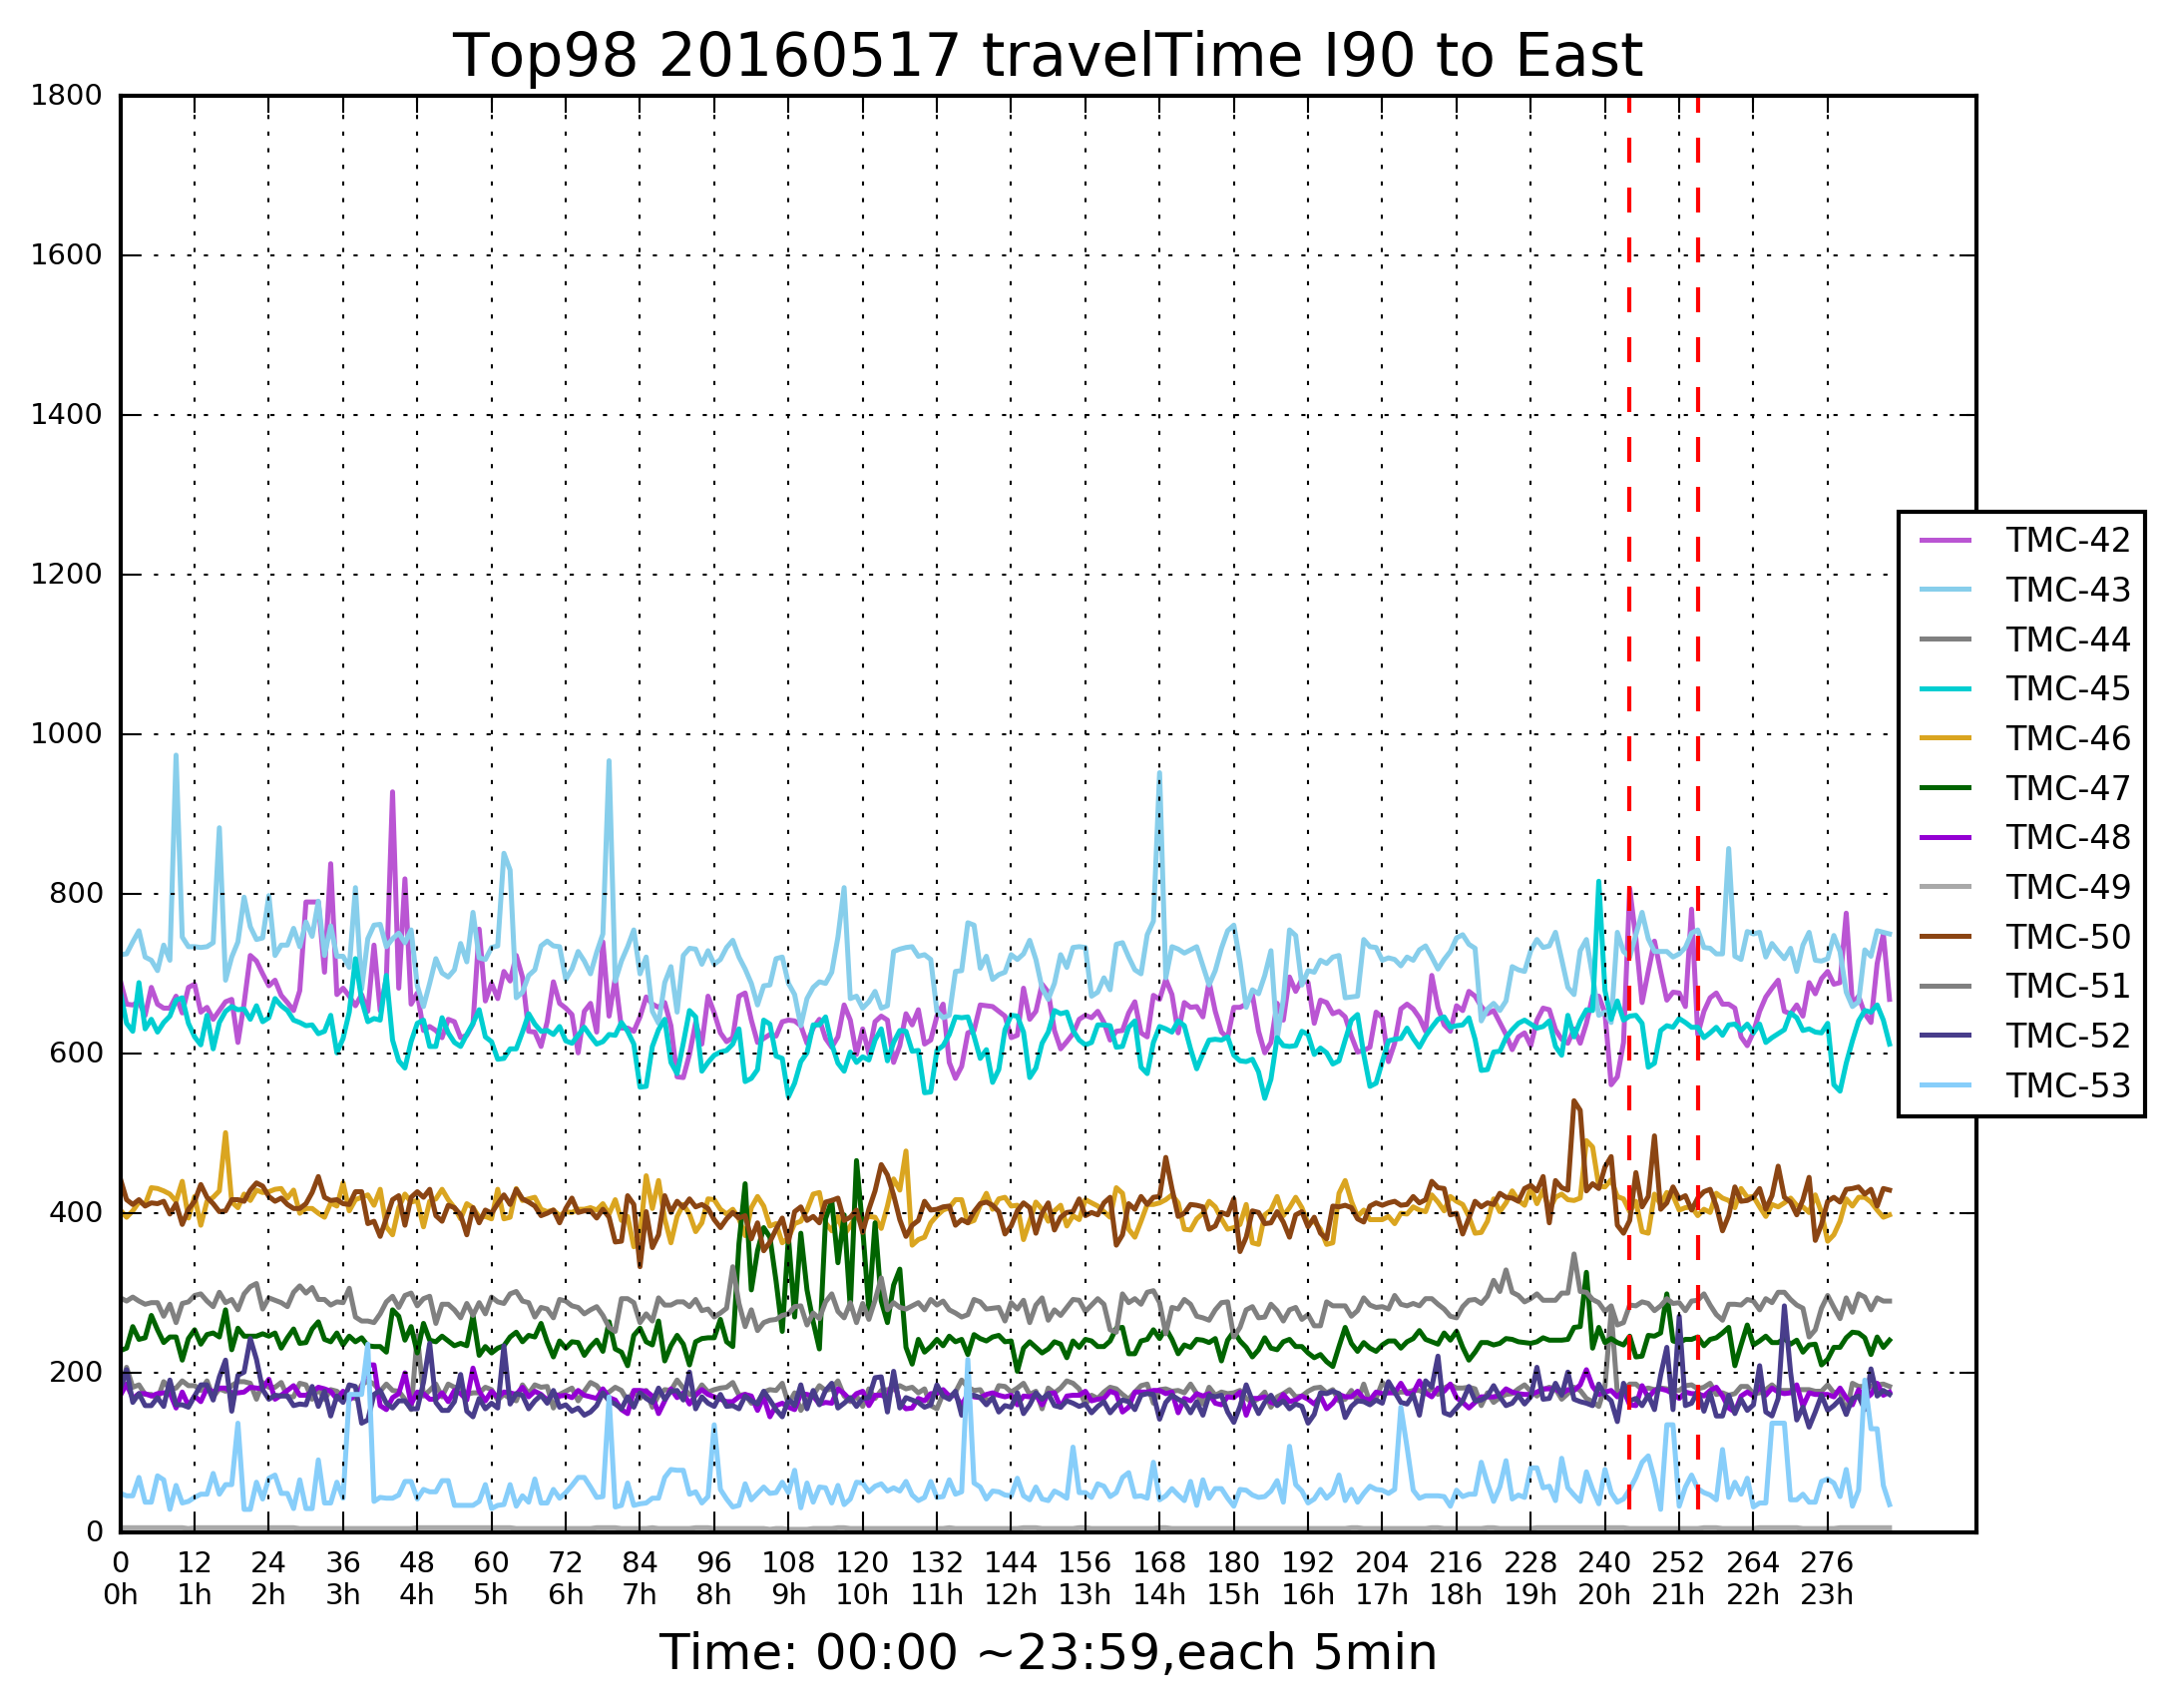 Top98 20160517 travelTime I90 to East
1800
1600
1400
1200
1000
800
600
400
200
0
TMC-42
TMC-43
TMC-44
TMC-45
TMC-46
TMC-47
TMC-48
TMC-49
TMC-50
TMC-51
TMC-52
TMC-53
0 12 24 36 48 60 72 84 96 108 120 132 144 156 168 180 192 204 216 228 240 252 264 276
0h 1h 2h 3h 4h 5h 6h 7h 8h 9h 10h 11h 12h 13h 14h 15h 16h 17h 18h 19h 20h 21h 22h 23h
Time: 00:00 ~23:59,each 5min